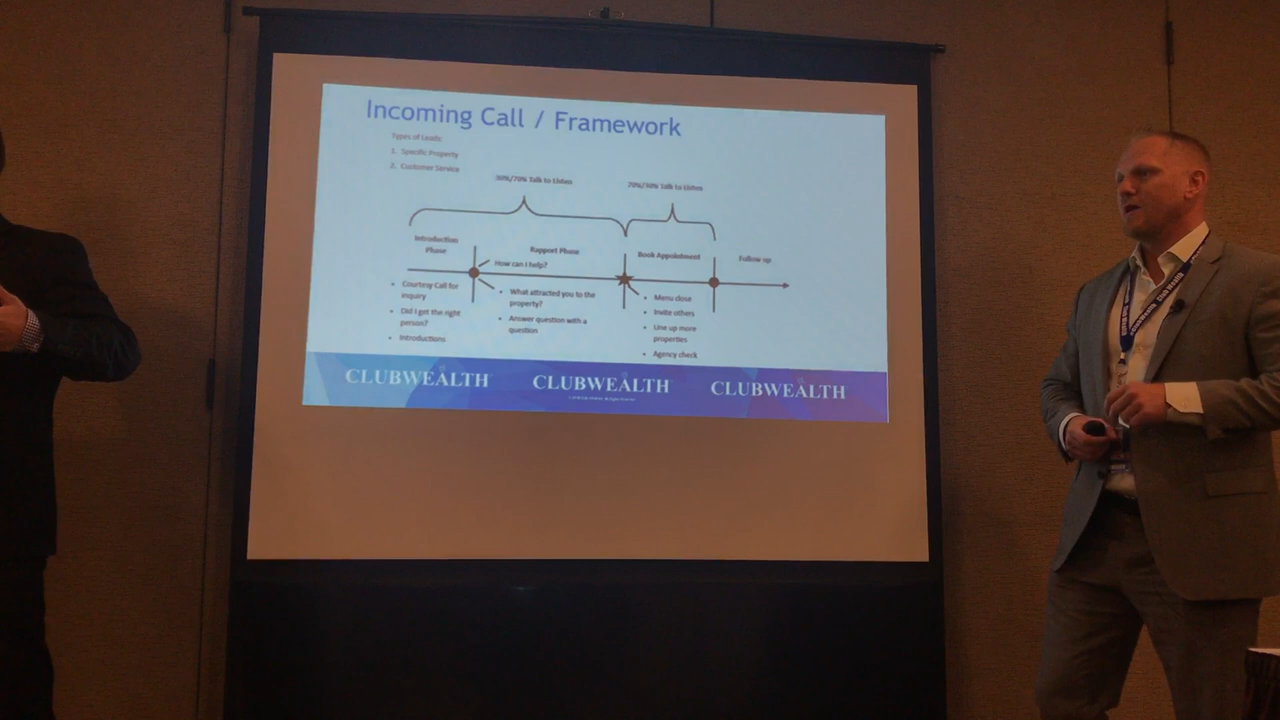 Incoming Call / Framework
Types of Leads:
1. Specific Property
2. Customer Service
30%/70% Talk to Listen
70%/30% Talk to Listen
Introduction
Phase
Rapport Phase
Book Appointment
Follow up
How can I help?
• Courtesy Call for
inquiry
• Did I get the right
person?
• Introductions
• What attracted you to the
property?
• Answer question with a
question
• Menu close
• Invite others
• Line up more
properties
• Agency check
CLUBWEALTH
CLUBWEALTH
CLUBWEALTH
Club Wealth